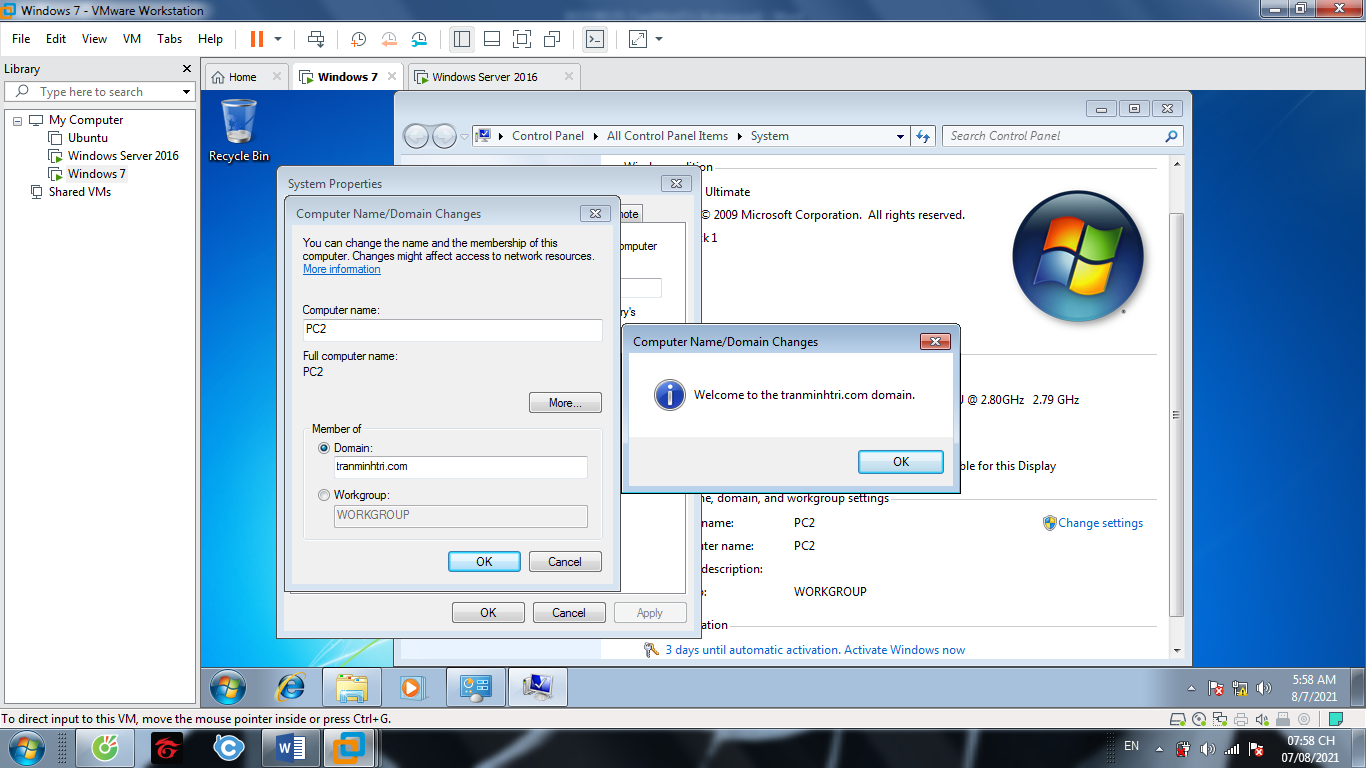 Windows 7 - VMware Workstation
File Edit View VM Tabs Help
Library
Type here to search
My Computer
Ubuntu
Windows Server 2016
Windows 7
Shared VMs
Home
Windows 7
Windows Server 2016
Recycle Bin
Control Panel All Control Panel Items System
Search Control Panel
Ultimate
© 2009 Microsoft Corporation. All rights reserved.
k 1
System Properties
Computer Name/Domain Changes
You can change the name and the membership of this
computer. Changes might affect access to network resources.
More information
Computer name:
PC2
Full computer name:
PC2
More...
Member of
Domain:
tranminhtri.com
Workgroup:
WORKGROUP
OK Cancel
OK Cancel Apply
Computer Name/Domain Changes
Welcome to the tranminhtri.com domain.
OK
@ 2.80GHz 2.79 GHz
ble for this Display
ne, domain, and workgroup settings
name: PC2
Change settings
ter name: PC2
description:
WORKGROUP
ation
3 days until automatic activation. Activate Windows now
5:58 AM
8/7/2021
To direct input to this VM, move the mouse pointer inside or press Ctrl+G.
EN
07:58 CH
07/08/2021